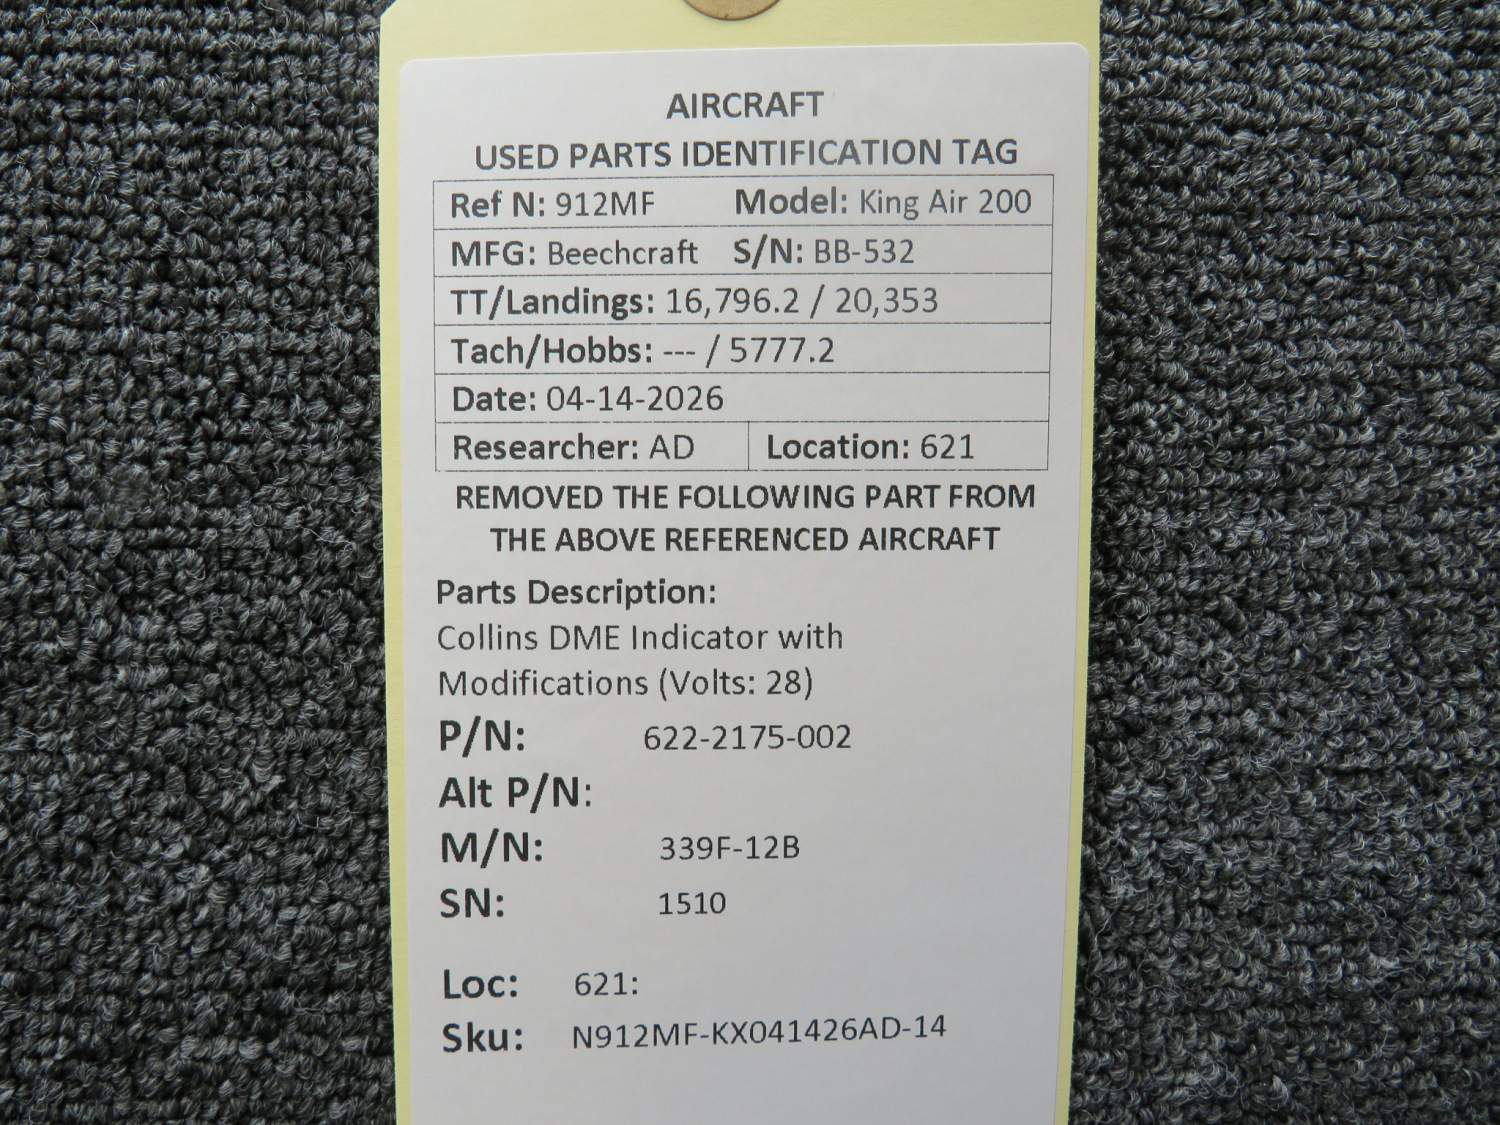 AIRCRAFT
USED PARTS IDENTIFICATION TAG
Ref N: 912MF Model: King Air 200
MFG: Beechcraft S/N: BB-532
TT/Landings: 16,796.2 / 20,353
Tach/Hobbs: --- / 5777.2
Date: 04-14-2026
Researcher: AD Location: 621
REMOVED THE FOLLOWING PART FROM
THE ABOVE REFERENCED AIRCRAFT
Parts Description:
Collins DME Indicator with
Modifications (Volts: 28)
P/N: 622-2175-002
Alt P/N:
M/N: 339F-12B
SN: 1510
Loc: 621:
Sku: N912MF-KX041426AD-14